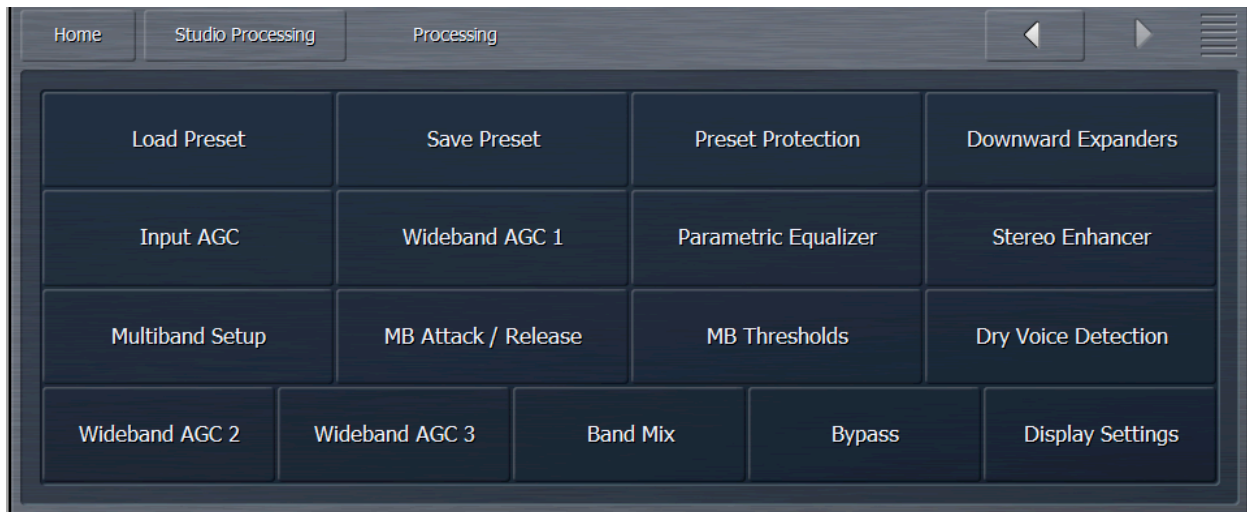 Home Studio Processing Processing
Load Preset Save Preset Preset Protection Downward Expanders
Input AGC Wideband AGC 1 Parametric Equalizer Stereo Enhancer
Multiband Setup MB Attack / Release MB Thresholds Dry Voice Detection
Wideband AGC 2 Wideband AGC 3 Band Mix Bypass Display Settings